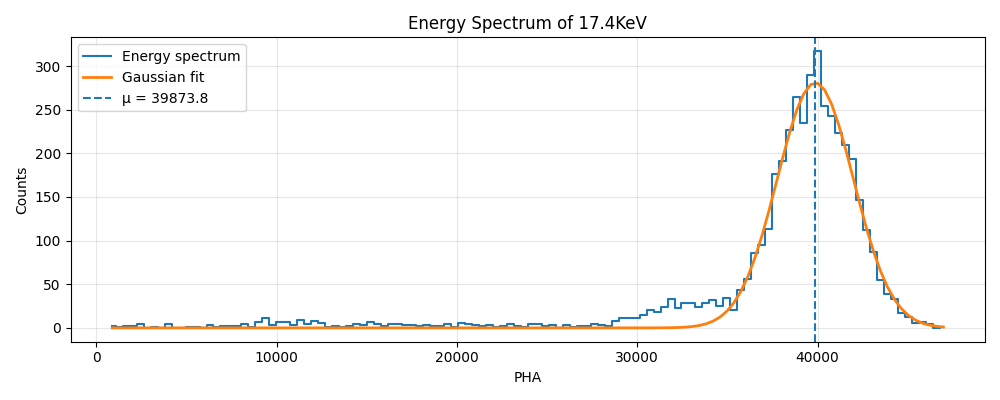 Energy Spectrum of 17.4KeV
Energy spectrum
Gaussian fit
μ = 39873.8
Counts
300
250
200
150
100
50
0
0 10000 20000 30000 40000
PHA